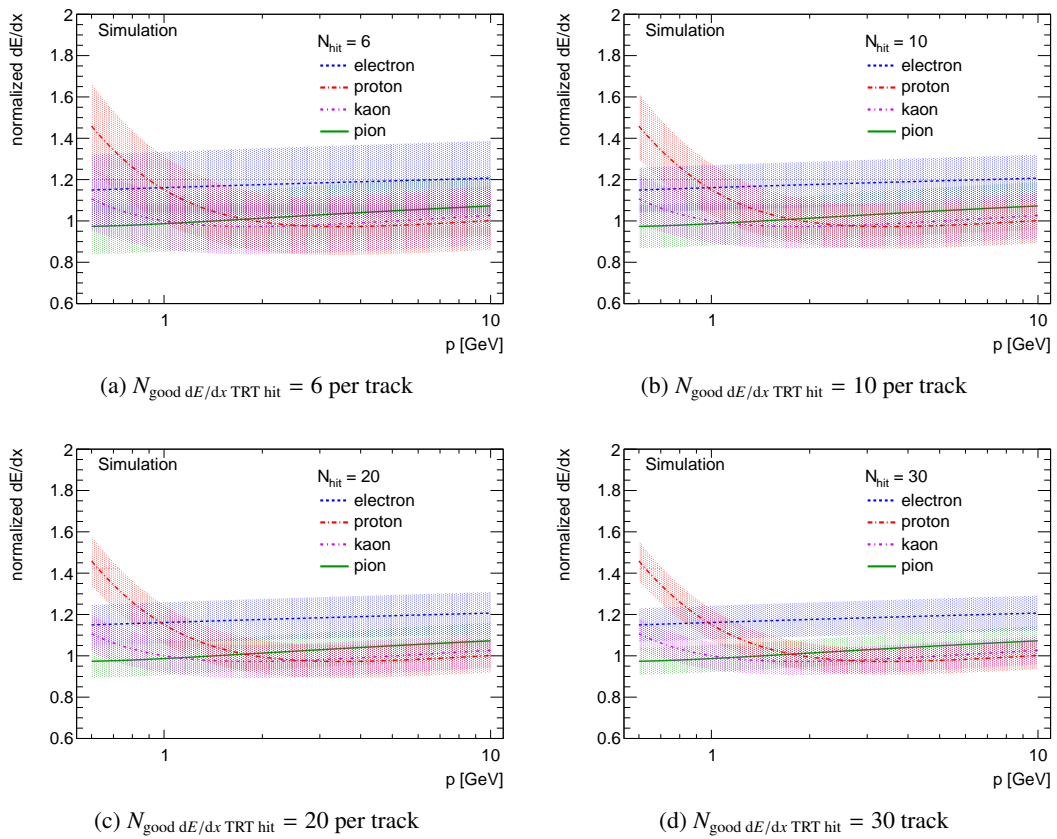 normalized dE/dx
Simulation
N_hit = 6
electron
proton
kaon
pion
2
1.8
1.6
1.4
1.2
1
0.8
0.6
1
10
p [GeV]
(a) N_good dE/dx TRT hit = 6 per track
normalized dE/dx
Simulation
N_hit = 10
electron
proton
kaon
pion
2
1.8
1.6
1.4
1.2
1
0.8
0.6
1
10
p [GeV]
(b) N_good dE/dx TRT hit = 10 per track
normalized dE/dx
Simulation
N_hit = 20
electron
proton
kaon
pion
2
1.8
1.6
1.4
1.2
1
0.8
0.6
1
10
p [GeV]
(c) N_good dE/dx TRT hit = 20 per track
normalized dE/dx
Simulation
N_hit = 30
electron
proton
kaon
pion
2
1.8
1.6
1.4
1.2
1
0.8
0.6
1
10
p [GeV]
(d) N_good dE/dx TRT hit = 30 track